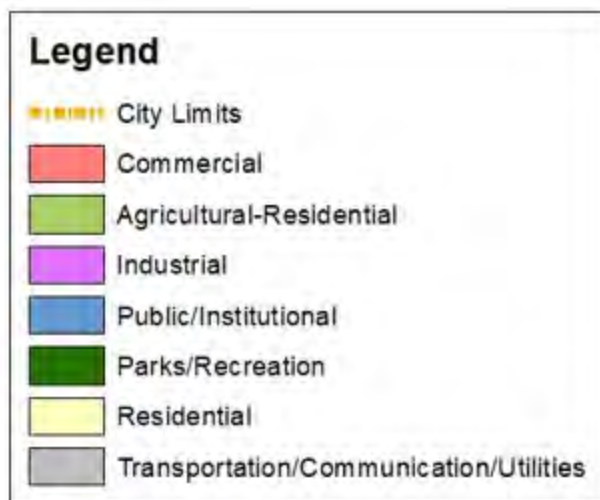 Legend
City Limits
Commercial
Agricultural-Residential
Industrial
Public/Institutional
Parks/Recreation
Residential
Transportation/Communication/Utilities